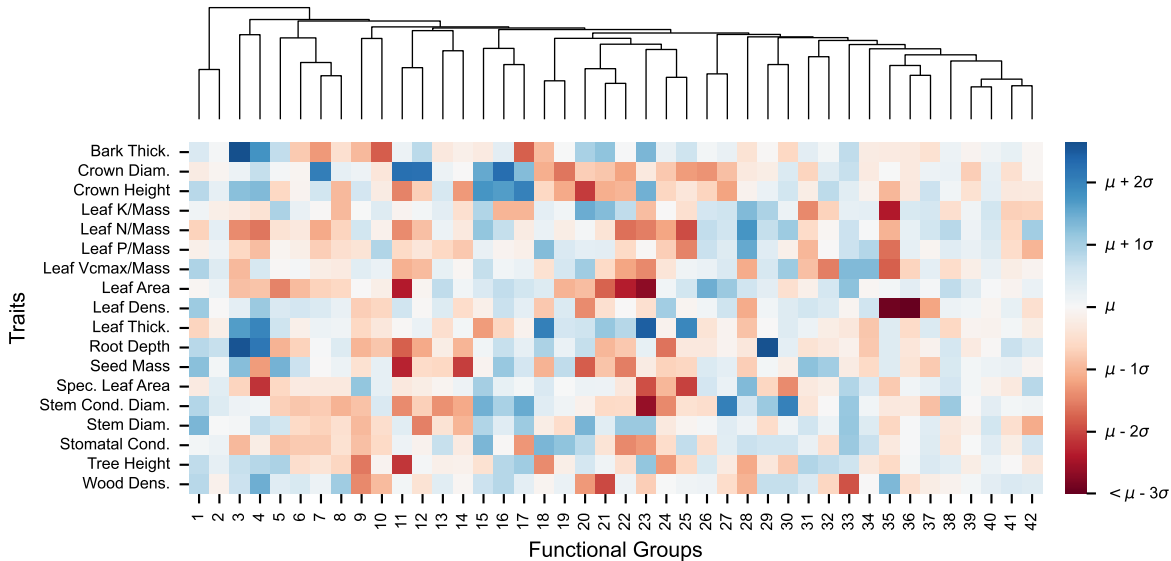 Bark Thick.
Crown Diam.
Crown Height
Leaf K/Mass
Leaf N/Mass
Leaf P/Mass
Leaf Vcmax/Mass
Leaf Area
Leaf Dens.
Leaf Thick.
Root Depth
Seed Mass
Spec. Leaf Area
Stem Cond. Diam.
Stem Diam.
Stomatal Cond.
Tree Height
Wood Dens.
Traits
1 2 3 4 5 6 7 8 9 10 11 12 13 14 15 16 17 18 19 20 21 22 23 24 25 26 27 28 29 30 31 32 33 34 35 36 37 38 39 40 41 42
Functional Groups
μ + 2σ
μ + 1σ
μ
μ - 1σ
μ - 2σ
< μ - 3σ